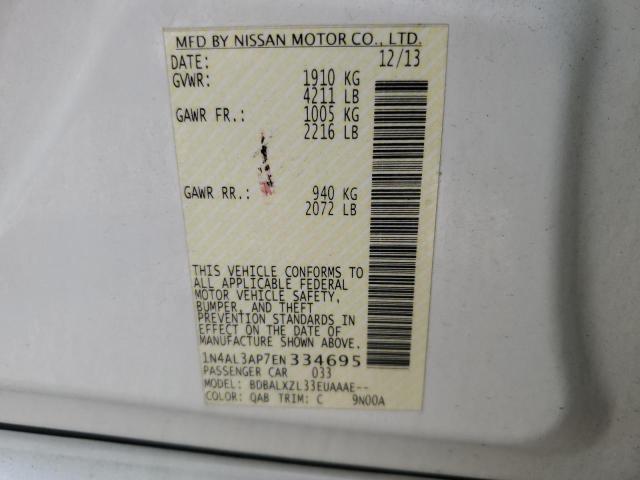 MFD BY NISSAN MOTOR CO., LTD.
DATE: 12/13
GVWR: 1910 KG
4211 LB
GAWR FR.: 1005 KG
2216 LB
GAWR RR.: 940 KG
2072 LB
THIS VEHICLE CONFORMS TO
ALL APPLICABLE FEDERAL
MOTOR VEHICLE SAFETY,
BUMPER, AND THEFT
PREVENTION STANDARDS IN
EFFECT ON THE DATE OF
MANUFACTURE SHOWN ABOVE.
1N4AL3AP7EN334695
PASSENGER CAR 033
MODEL: BDBALXZL33EUAAAE--
COLOR: QAB TRIM: C 9N00A